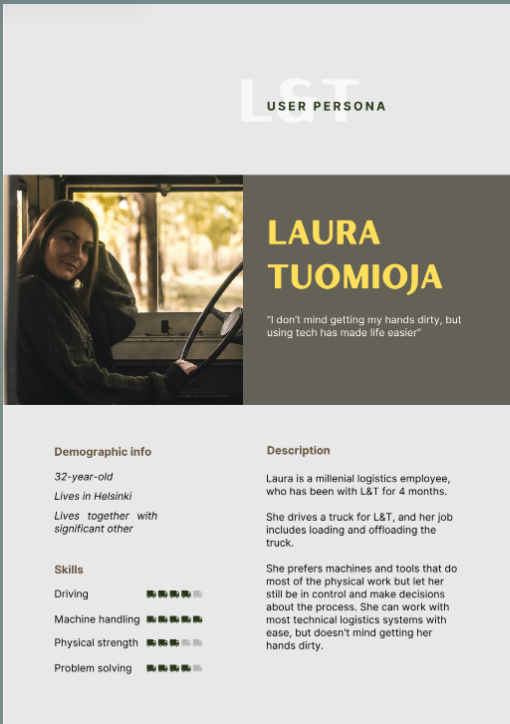 L&T
USER PERSONA
LAURA
TUOMIOJA
“I don’t mind getting my hands dirty, but
using tech has made life easier”
Demographic info
32-year-old
Lives in Helsinki
Lives together with
significant other
Skills
Driving
Machine handling
Physical strength
Problem solving
Description
Laura is a millenial logistics employee,
who has been with L&T for 4 months.
She drives a truck for L&T, and her job
includes loading and offloading the
truck.
She prefers machines and tools that do
most of the physical work but let her
still be in control and make decisions
about the process. She can work with
most technical logistics systems with
ease, but doesn’t mind getting her
hands dirty.